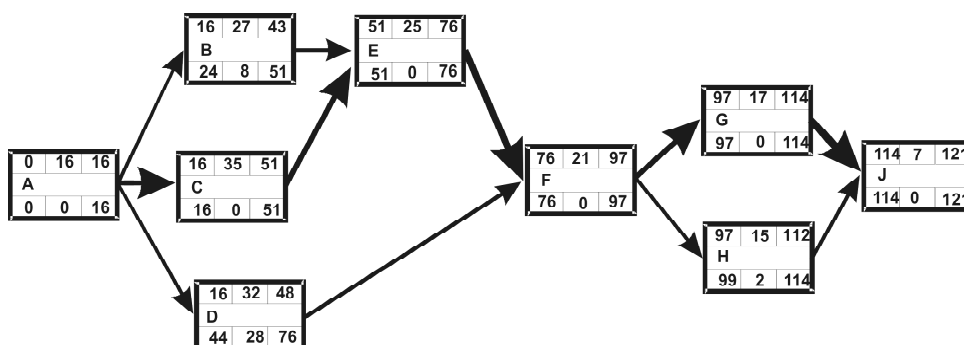 0 16 16
A
0 0 16
16 27 43
B
24 8 51
16 35 51
C
16 0 51
16 32 48
D
44 28 76
51 25 76
E
51 0 76
76 21 97
F
76 0 97
97 17 114
G
97 0 114
97 15 112
H
99 2 114
114 7 121
J
114 0 121